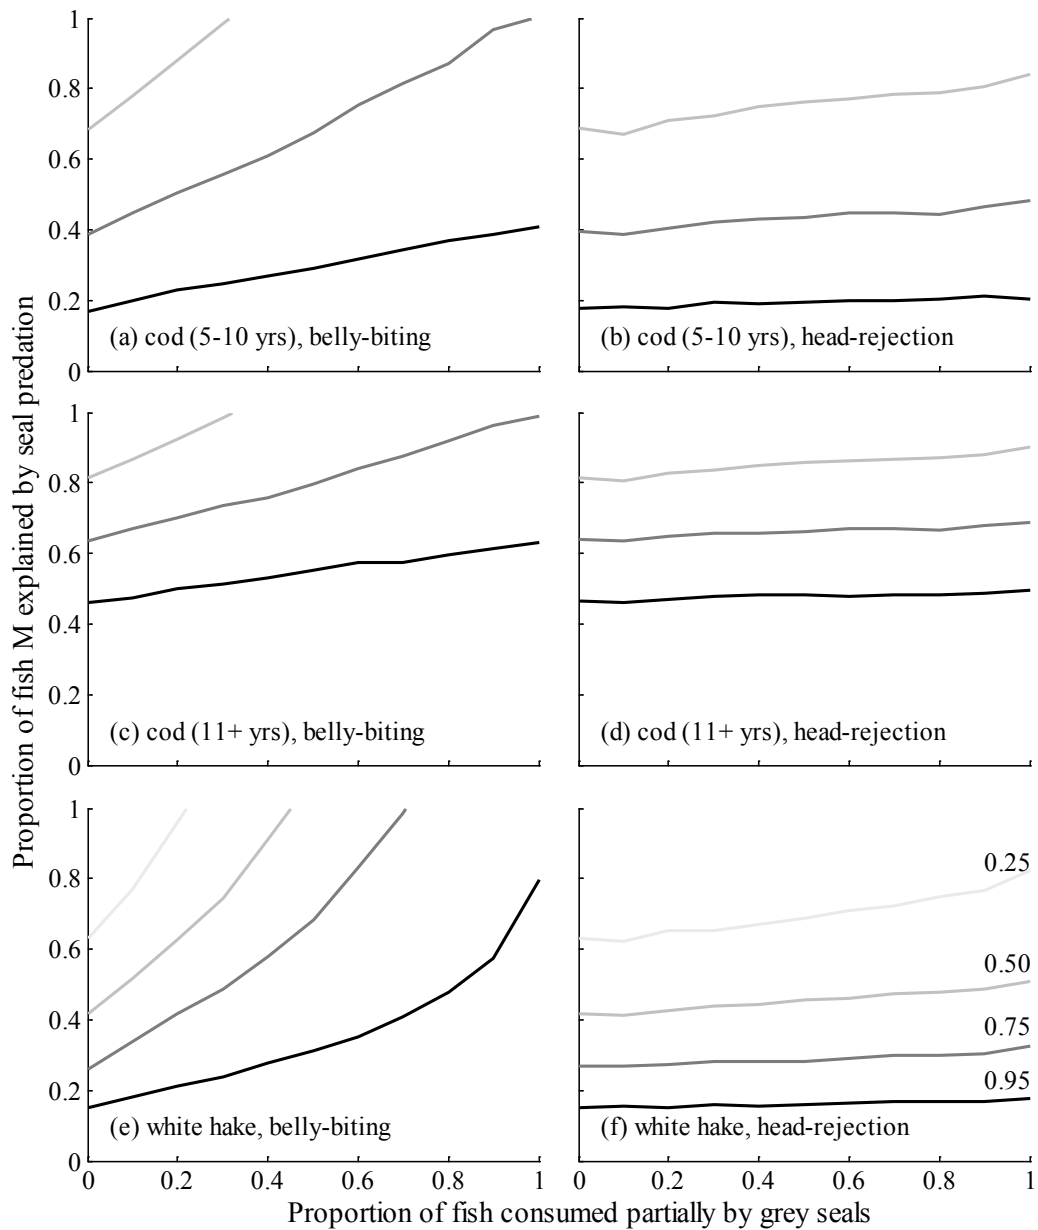 Proportion of fish M explained by seal predation
1
0.8
0.6
0.4
0.2
0
(a) cod (5-10 yrs), belly-biting
(b) cod (5-10 yrs), head-rejection
1
0.8
0.6
0.4
0.2
0
(c) cod (11+ yrs), belly-biting
(d) cod (11+ yrs), head-rejection
1
0.8
0.6
0.4
0.2
0
(e) white hake, belly-biting
0.25
0.50
0.75
0.95
(f) white hake, head-rejection
0 0.2 0.4 0.6 0.8 1
0 0.2 0.4 0.6 0.8 1
Proportion of fish consumed partially by grey seals